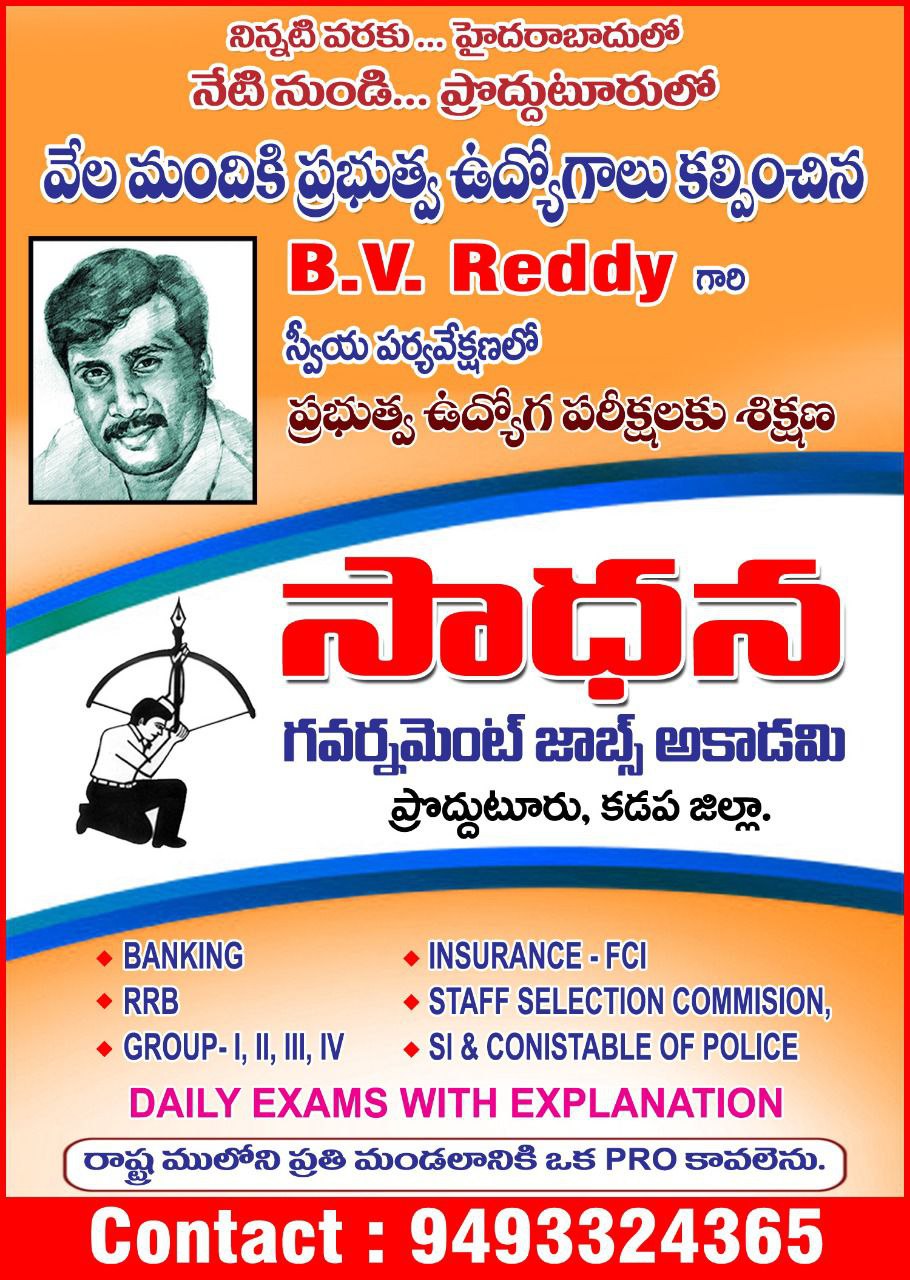 నిన్నటి వరకు... హైదరాబాదులో
నేటి నుండి... ప్రొద్దుటూరులో
వేల మందికి ప్రభుత్వ ఉద్యోగాలు కల్పించిన
B.V. Reddy గారి
స్వీయ పర్యవేక్షణలో
ప్రభుత్వ ఉద్యోగ పరీక్షలకు శిక్షణ
సాధన
గవర్నమెంట్ జాబ్స్ అకాడమి
ప్రొద్దుటూరు, కడప జిల్లా.
BANKING
RRB
GROUP- I, II, III, IV
INSURANCE - FCI
STAFF SELECTION COMMISION,
SI & CONISTABLE OF POLICE
DAILY EXAMS WITH EXPLANATION
రాష్ట్ర ములోని ప్రతి మండలానికి ఒక PRO కావలెను.
Contact : 9493324365